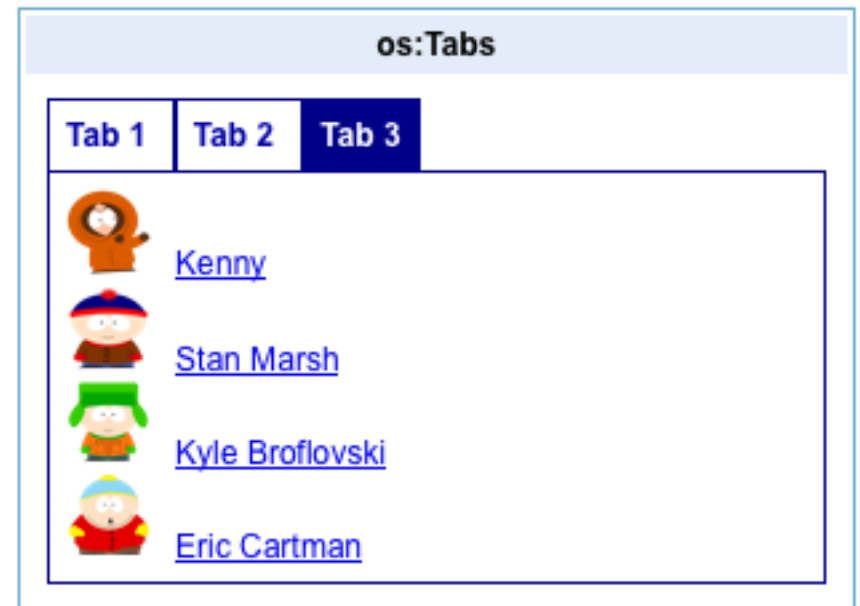 os:Tabs
Tab 1 Tab 2 Tab 3
Kenny
Stan Marsh
Kyle Broflovski
Eric Cartman